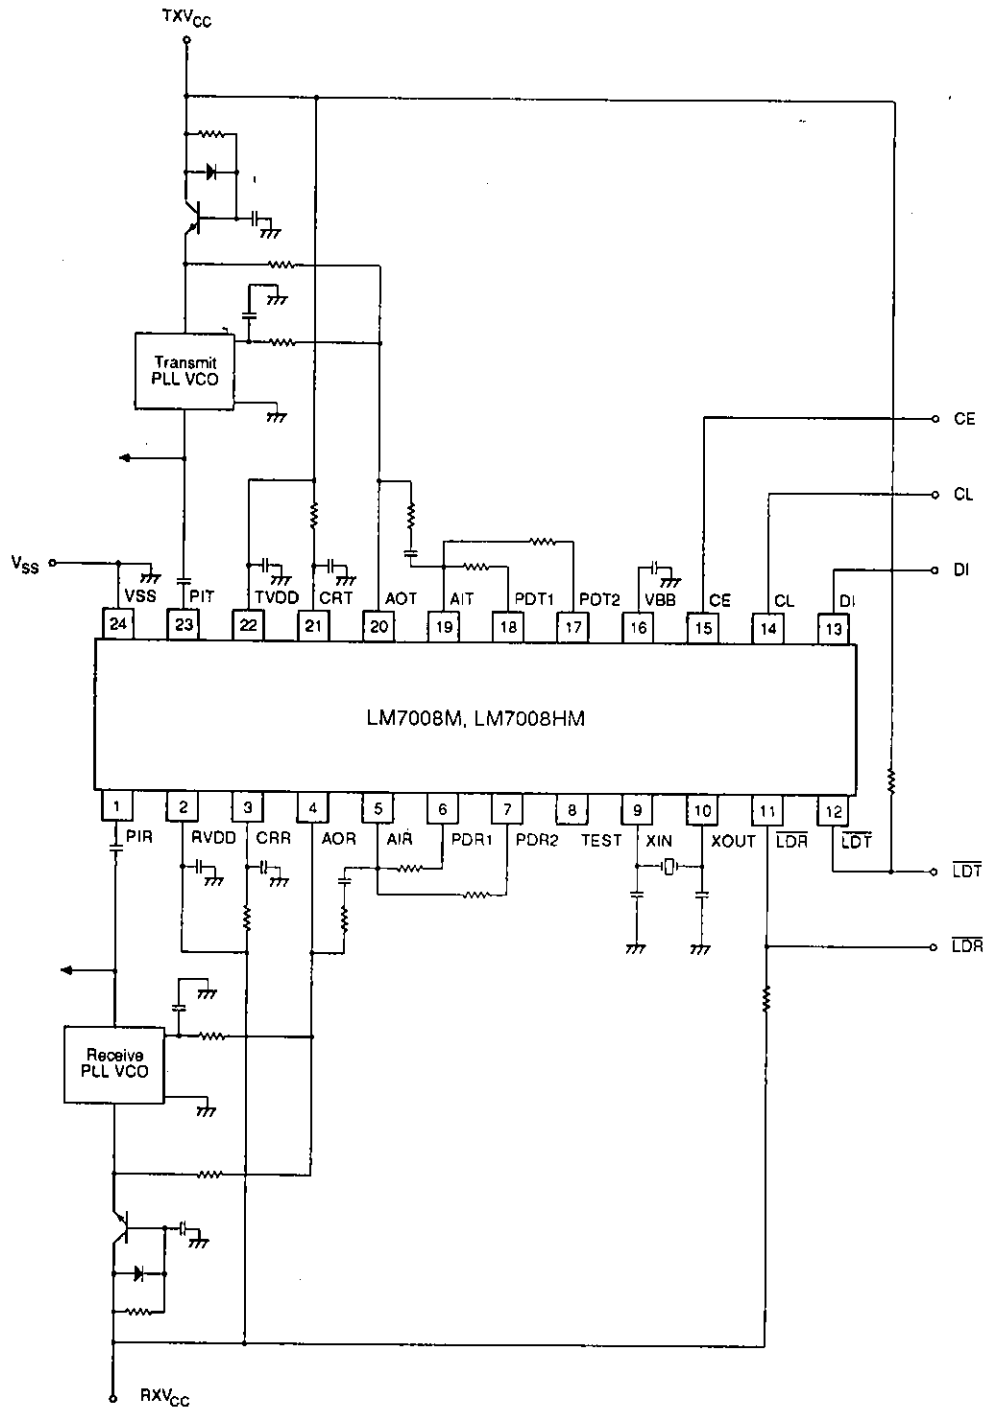 TXVCC
Transmit
PLL VCO
CE
CL
VSS
DI
VSS PIT TVDD CRT AOT AIT PDT1 PDT2 VBB CE CL DI
24 23 22 21 20 19 18 17 16 15 14 13
LM7008M, LM7008HM
1 2 3 4 5 6 7 8 9 10 11 12
PIR RVDD CRR AOR AIR PDR1 PDR2 TEST XIN XOUT LDR LDT
LDT
LDR
Receive
PLL VCO
RXVCC